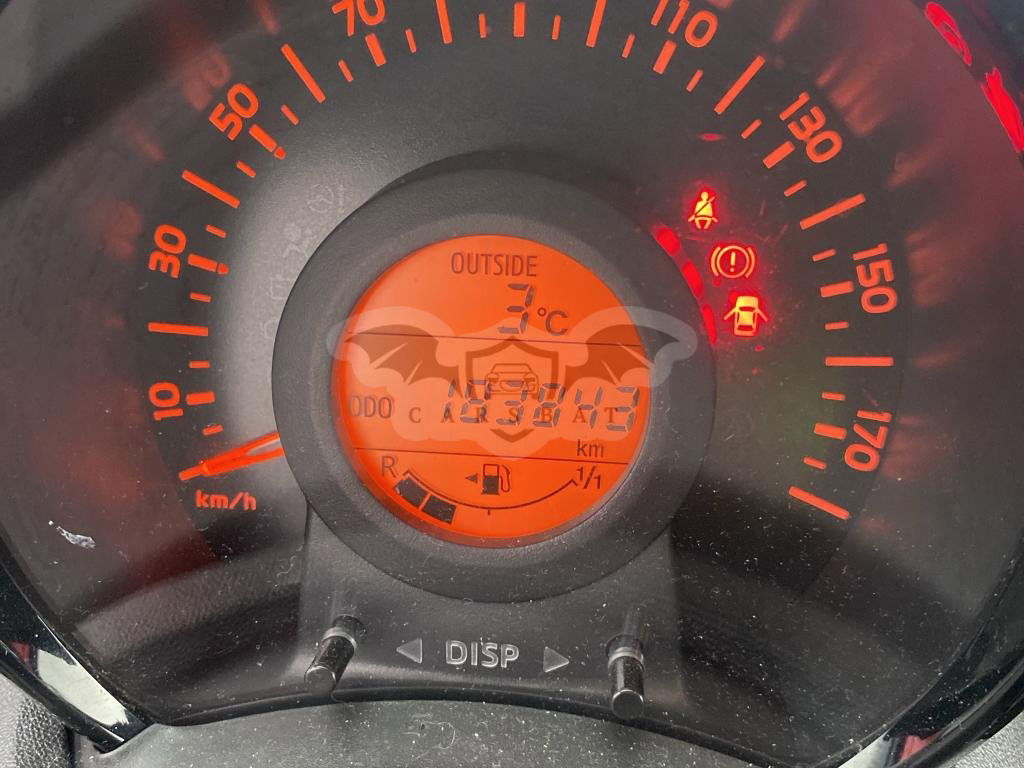 70
110
50
130
OUTSIDE
3°C
30
150
10
ODO
CARSBAT
km
170
R
1/1
km/h
DISP